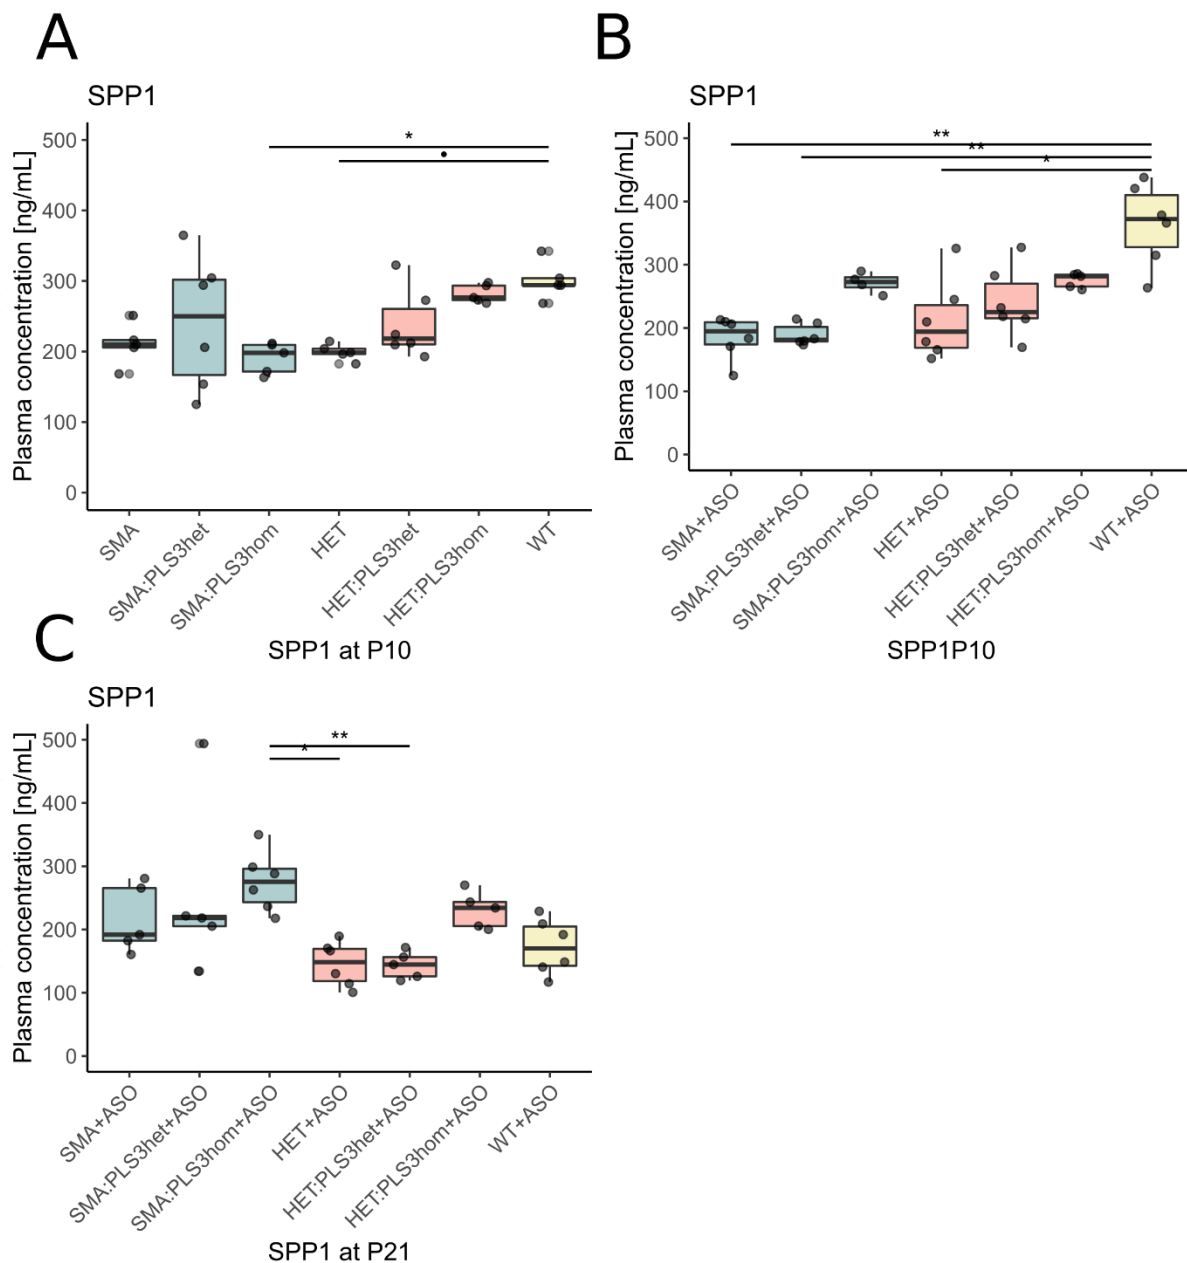 A
SPP1
Plasma concentration [ng/mL]
500
400
300
200
100
0
*
•
SMA
SMA:PLS3het
SMA:PLS3hom
HET
HET:PLS3het
HET:PLS3hom
WT
SPP1 at P10
B
SPP1
Plasma concentration [ng/mL]
500
400
300
200
100
0
**
**
*
SMA+ASO
SMA:PLS3het+ASO
SMA:PLS3hom+ASO
HET+ASO
HET:PLS3het+ASO
HET:PLS3hom+ASO
WT+ASO
SPP1P10
C
SPP1
Plasma concentration [ng/mL]
500
400
300
200
100
0
**
*
SMA+ASO
SMA:PLS3het+ASO
SMA:PLS3hom+ASO
HET+ASO
HET:PLS3het+ASO
HET:PLS3hom+ASO
WT+ASO
SPP1 at P21